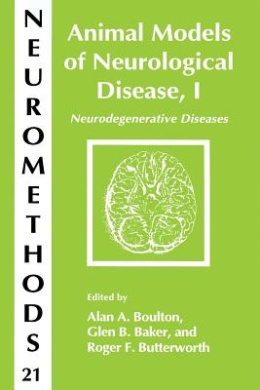 NEUROMETHODS
21
Animal Models
of Neurological
Disease, I
Neurodegenerative Diseases
Edited by
Alan A. Boulton,
Glen B. Baker, and
Roger F. Butterworth